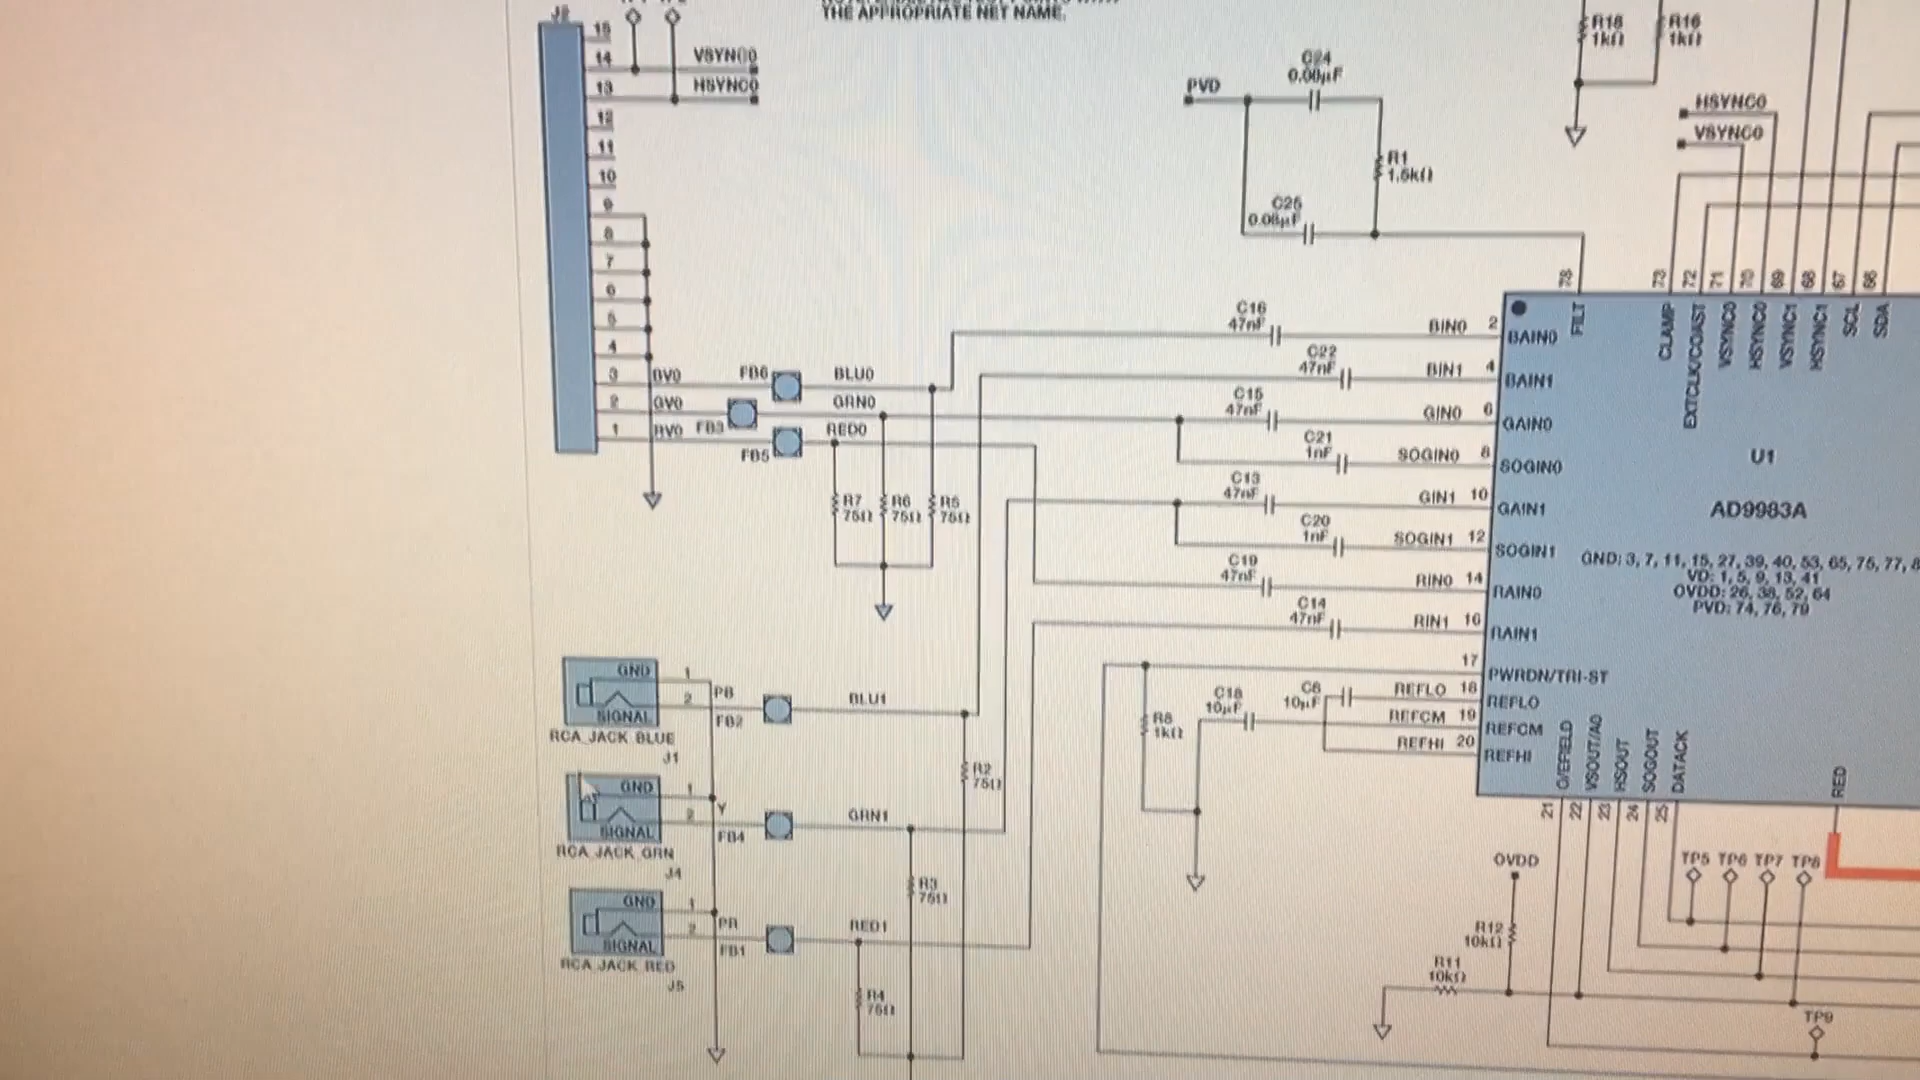 J2
THE APPROPRIATE NET NAME.
15
14
13
12
11
10
9
8
7
6
5
4
3
2
1
VSYNC0
HSYNC0
BV0
GV0
RV0
FB6
FB3
FB5
BLU0
GRN0
RED0
R7
75Ω
R6
75Ω
R5
75Ω
PVD
C24
R1
1.5kΩ
C25
R18
1kΩ
R16
1kΩ
HSYNC0
VSYNC0
78
73
72
71
70
69
68
67
66
FILT
CLAMP
EXTCLK/COAST
VSYNC0
HSYNC0
VSYNC1
HSYNC1
SCL
SDA
C16
47nF
BIN0 2
BAIN0
C22
47nF
BIN1 4
BAIN1
C15
47nF
GIN0 6
GAIN0
C21
1nF
SOGIN0 8
SOGIN0
C13
47nF
GIN1 10
GAIN1
C20
1nF
SOGIN1 12
SOGIN1
C19
47nF
RIN0 14
RAIN0
C14
47nF
RIN1 16
RAIN1
17
PWRDN/TRI-ST
C18
10µF
C8
10µF
REFLO 18
REFLO
REFCM 19
REFCM
REFHI 20
REFHI
R8
1kΩ
U1
AD9983A
GND: 3, 7, 11, 15, 27, 39, 40, 53, 65, 75, 77, 8
VD: 1, 5, 9, 13, 41
OVDD: 26, 38, 52, 64
PVD: 74, 76, 79
O/EFIELD
VSOUT/A0
HSOUT
SOGOUT
DATACK
RED
21
22
23
24
25
GND 1
2
SIGNAL
RCA JACK BLUE
J1
PB
FB2
BLU1
R2
75Ω
GND 1
2
SIGNAL
RCA JACK GRN
J4
Y
FB4
GRN1
R3
75Ω
GND 1
2
SIGNAL
RCA JACK RED
J5
PR
FB1
RED1
R4
75Ω
OVDD
R12
10kΩ
R11
10kΩ
TP5 TP6 TP7 TP8
TP9